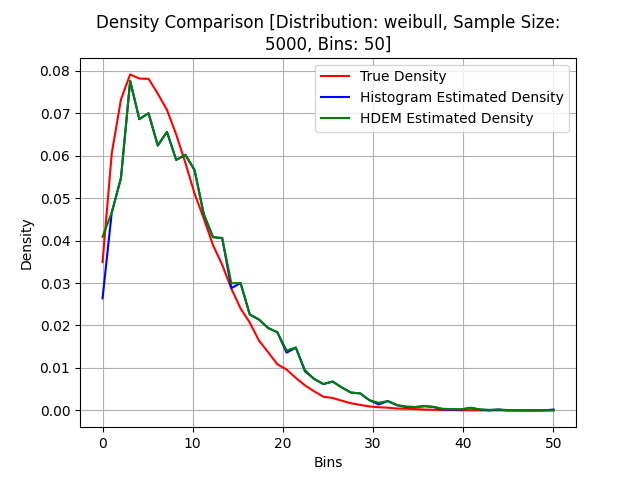 Density Comparison [Distribution: weibull, Sample Size:
5000, Bins: 50]
True Density
Histogram Estimated Density
HDEM Estimated Density
Density
0.08
0.07
0.06
0.05
0.04
0.03
0.02
0.01
0.00
0 10 20 30 40 50
Bins